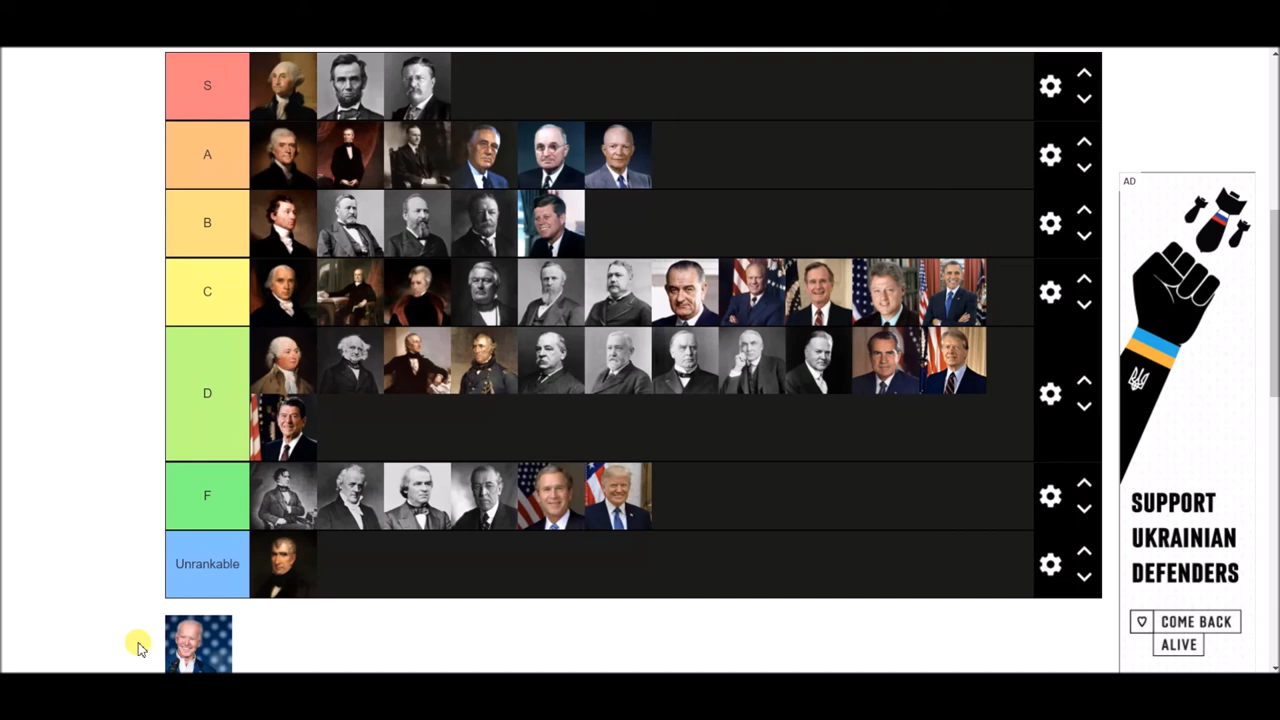 S
A
B
C
D
F
Unrankable
AD
SUPPORT
UKRAINIAN
DEFENDERS
COME BACK
ALIVE